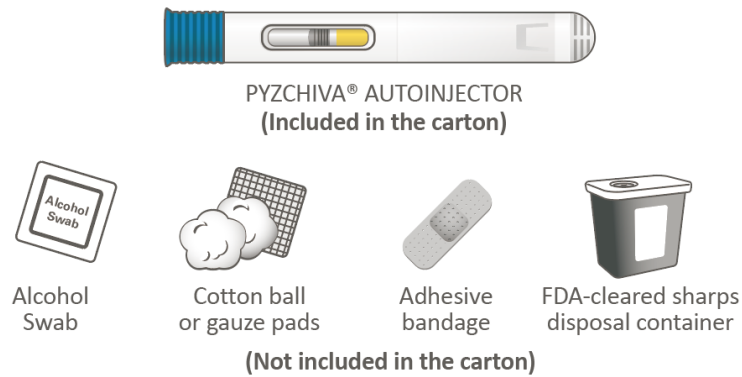 PYZCHIVA® AUTOINJECTOR
(Included in the carton)
Alcohol
Swab
Alcohol
Swab
Cotton ball
or gauze pads
Adhesive
bandage
FDA-cleared sharps
disposal container
(Not included in the carton)